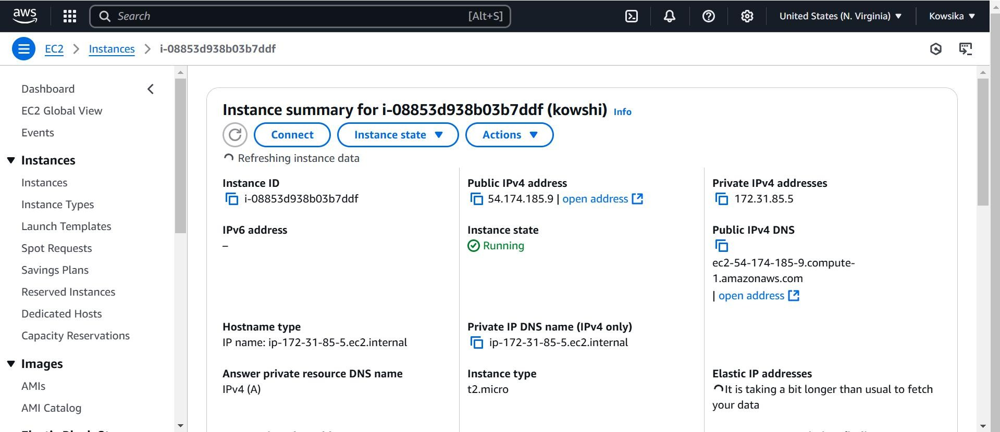 aws
Search [Alt+S]
United States (N. Virginia)
Kowsika
EC2 > Instances > i-08853d938b03b7ddf
Dashboard
EC2 Global View
Events
Instances
Instances
Instance Types
Launch Templates
Spot Requests
Savings Plans
Reserved Instances
Dedicated Hosts
Capacity Reservations
Images
AMIs
AMI Catalog
Instance summary for i-08853d938b03b7ddf (kowshi) Info
Connect
Instance state
Actions
Refreshing instance data
Instance ID
i-08853d938b03b7ddf
Public IPv4 address
54.174.185.9 | open address
Private IPv4 addresses
172.31.85.5
IPv6 address
–
Instance state
Running
Public IPv4 DNS
ec2-54-174-185-9.compute-
1.amazonaws.com
| open address
Hostname type
IP name: ip-172-31-85-5.ec2.internal
Private IP DNS name (IPv4 only)
ip-172-31-85-5.ec2.internal
Answer private resource DNS name
IPv4 (A)
Instance type
t2.micro
Elastic IP addresses
It is taking a bit longer than usual to fetch
your data